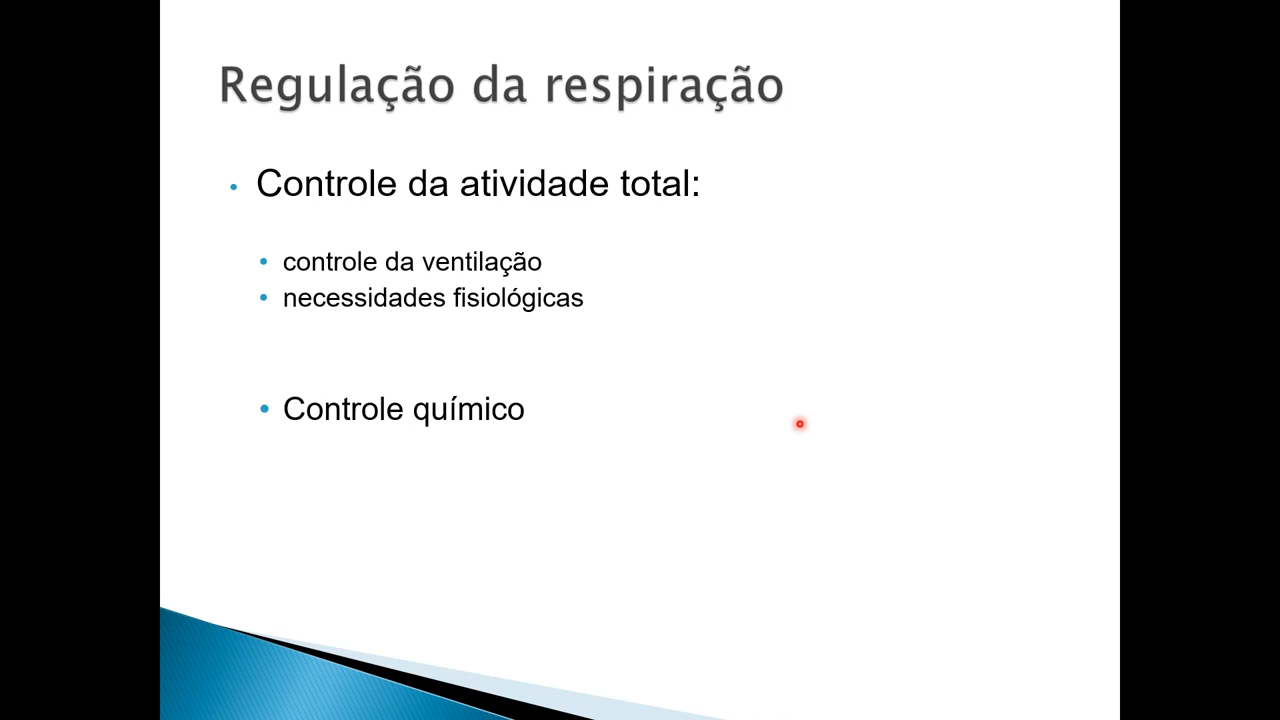 Regulação da respiração
• Controle da atividade total:
• controle da ventilação
• necessidades fisiológicas
• Controle químico